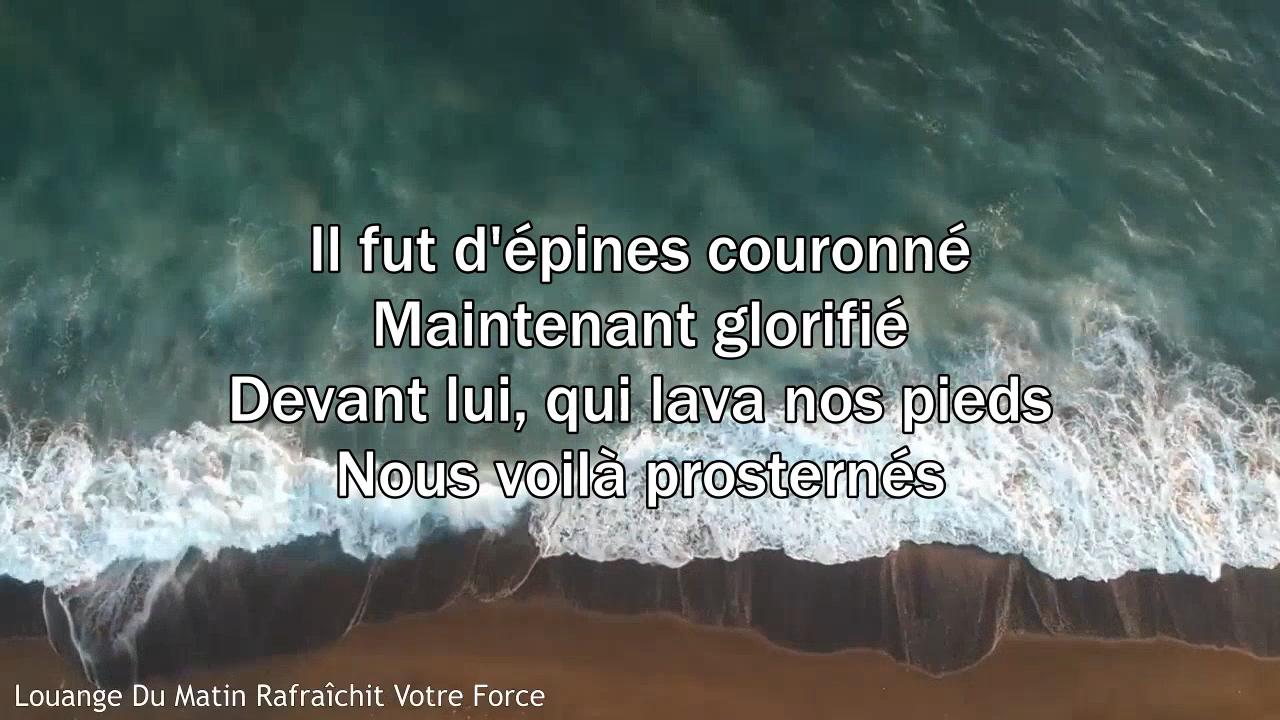 Il fut d'épines couronné
Maintenant glorifié
Devant lui, qui lava nos pieds
Nous voilà prosternés
Louange Du Matin Rafraîchit Votre Force